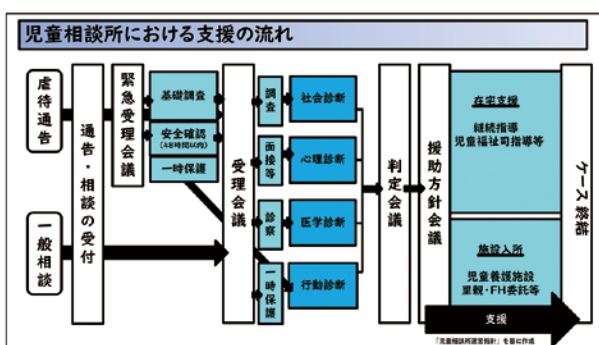 児童相談所における支援の流れ
虐待通告
一般相談
通告・相談の受付
緊急受理会議
基礎調査
安全確認
(48時間以内)
一時保護
受理会議
調査
社会診断
面接等
心理診断
診察
医学診断
一時保護
行動診断
判定会議
援助方針会議
在宅支援
継続指導
児童福祉司指導等
施設入所
児童養護施設
里親・FH委託等
ケース終結
支援
「児童相談所運営指針」を基に作成